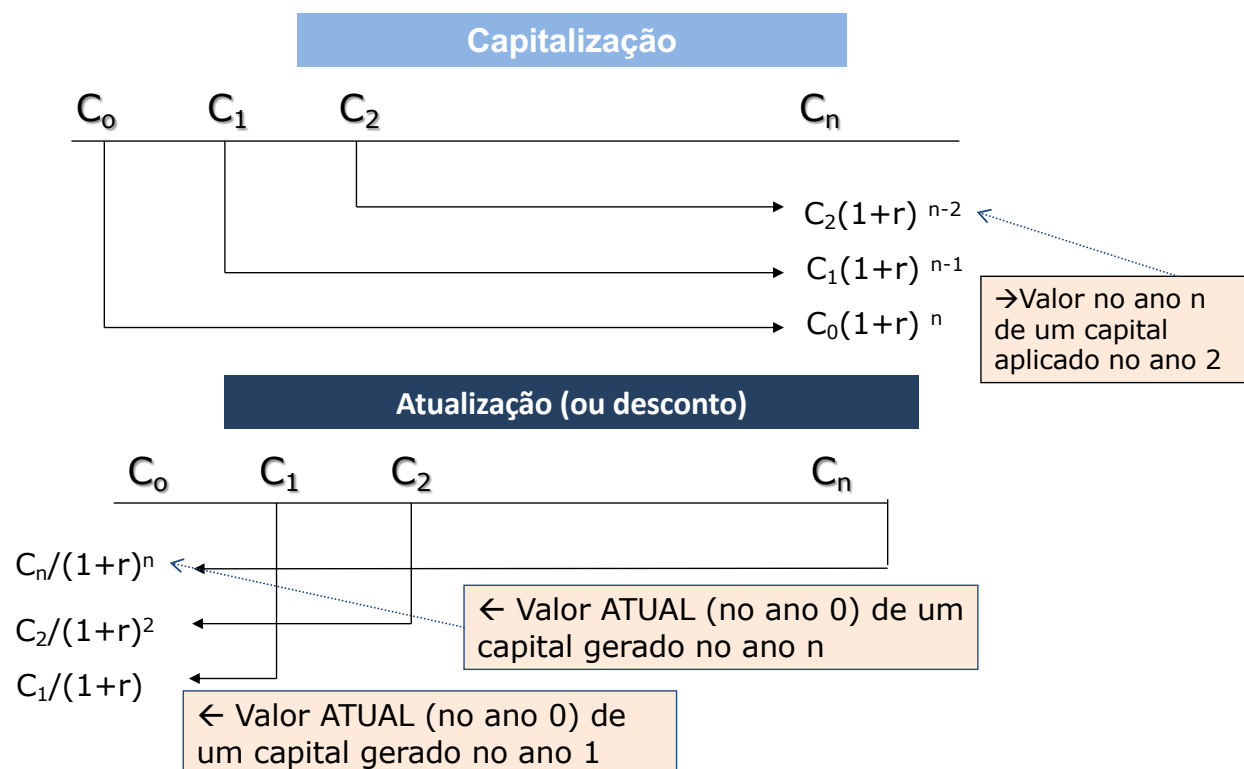 Capitalização
Cₒ C₁ C₂ Cₙ
C₂(1+r) ⁿ⁻²
C₁(1+r) ⁿ⁻¹
C₀(1+r) ⁿ
→Valor no ano n
de um capital
aplicado no ano 2
Atualização (ou desconto)
Cₒ C₁ C₂ Cₙ
Cₙ/(1+r)ⁿ
C₂/(1+r)²
C₁/(1+r)
← Valor ATUAL (no ano 0) de um
capital gerado no ano n
← Valor ATUAL (no ano 0) de
um capital gerado no ano 1